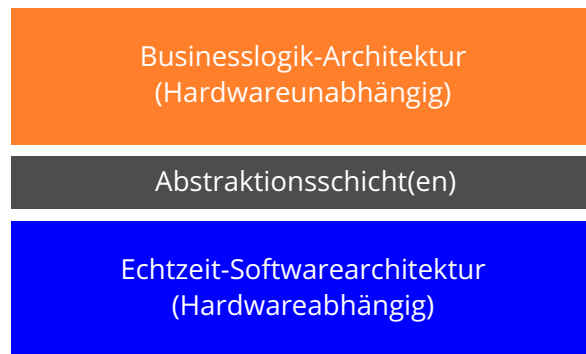 Businesslogik-Architektur
(Hardwareunabhängig)
Abstraktionsschicht(en)
Echtzeit-Softwarearchitektur
(Hardwareabhängig)